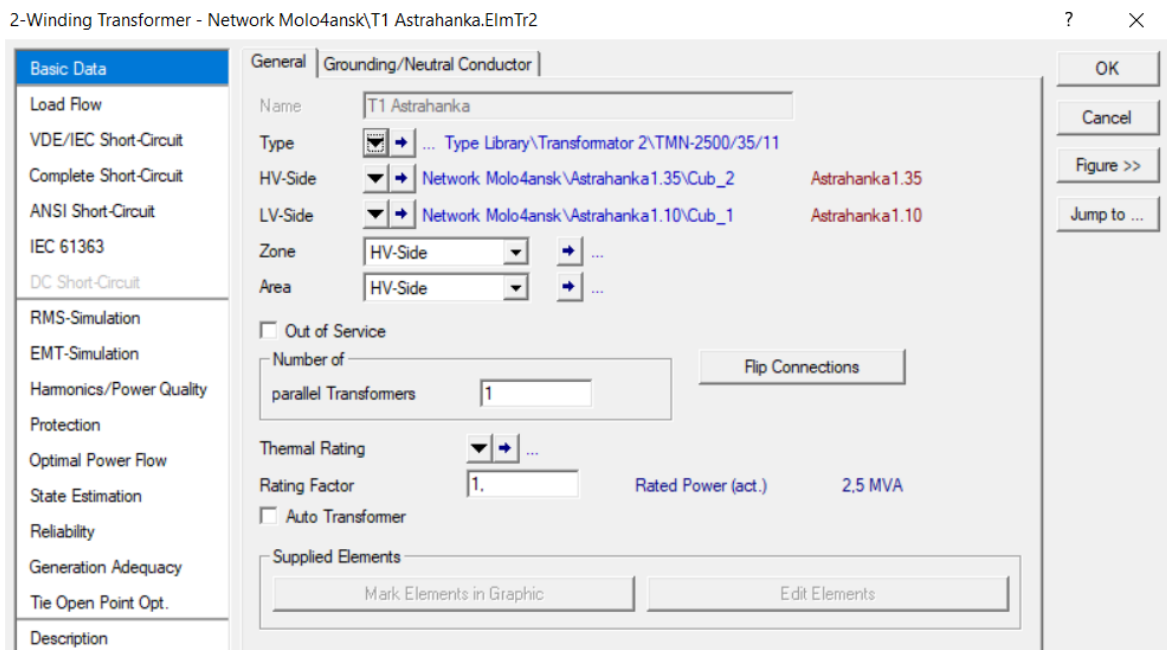 2-Winding Transformer - Network Molo4ansk\T1 Astrahanka.ElmTr2 ? ×
Basic Data
Load Flow
VDE/IEC Short-Circuit
Complete Short-Circuit
ANSI Short-Circuit
IEC 61363
DC Short-Circuit
RMS-Simulation
EMT-Simulation
Harmonics/Power Quality
Protection
Optimal Power Flow
State Estimation
Reliability
Generation Adequacy
Tie Open Point Opt.
Description
General Grounding/Neutral Conductor
Name T1 Astrahanka
Type ... Type Library\Transformator 2\TMN-2500/35/11
HV-Side Network Molo4ansk\Astrahanka1.35\Cub_2 Astrahanka1.35
LV-Side Network Molo4ansk\Astrahanka1.10\Cub_1 Astrahanka1.10
Zone HV-Side ...
Area HV-Side ...
Out of Service
Number of
parallel Transformers 1
Flip Connections
Thermal Rating ...
Rating Factor 1, Rated Power (act.) 2,5 MVA
Auto Transformer
Supplied Elements
Mark Elements in Graphic Edit Elements
OK
Cancel
Figure >>
Jump to ...